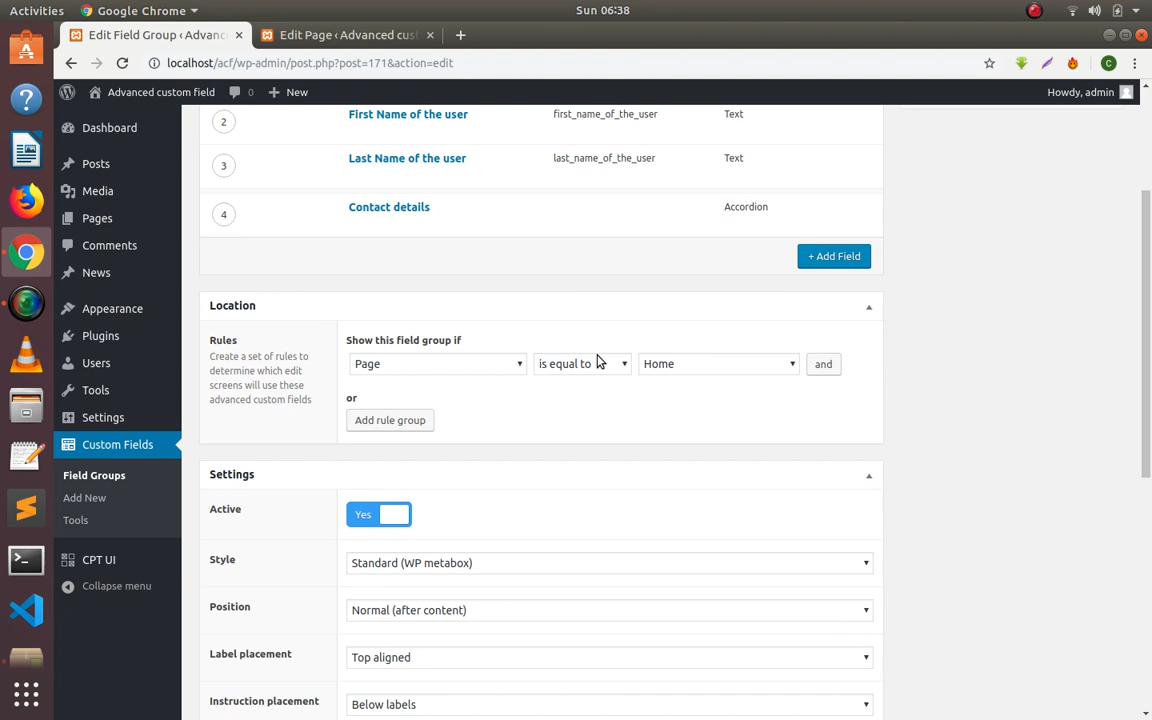 Activities
Google Chrome
Sun 06:38
Edit Field Group ‹ Advanc
Edit Page ‹ Advanced cust
localhost/acf/wp-admin/post.php?post=171&action=edit
C
Advanced custom field
0
New
Howdy, admin
Dashboard
Posts
Media
Pages
Comments
News
Appearance
Plugins
Users
Tools
Settings
Custom Fields
Field Groups
Add New
Tools
CPT UI
Collapse menu
2
First Name of the user
first_name_of_the_user
Text
3
Last Name of the user
last_name_of_the_user
Text
4
Contact details
Accordion
+ Add Field
Location
Rules
Create a set of rules to
determine which edit
screens will use these
advanced custom fields
Show this field group if
Page
is equal to
Home
and
or
Add rule group
Settings
Active
Yes
Style
Standard (WP metabox)
Position
Normal (after content)
Label placement
Top aligned
Instruction placement
Below labels